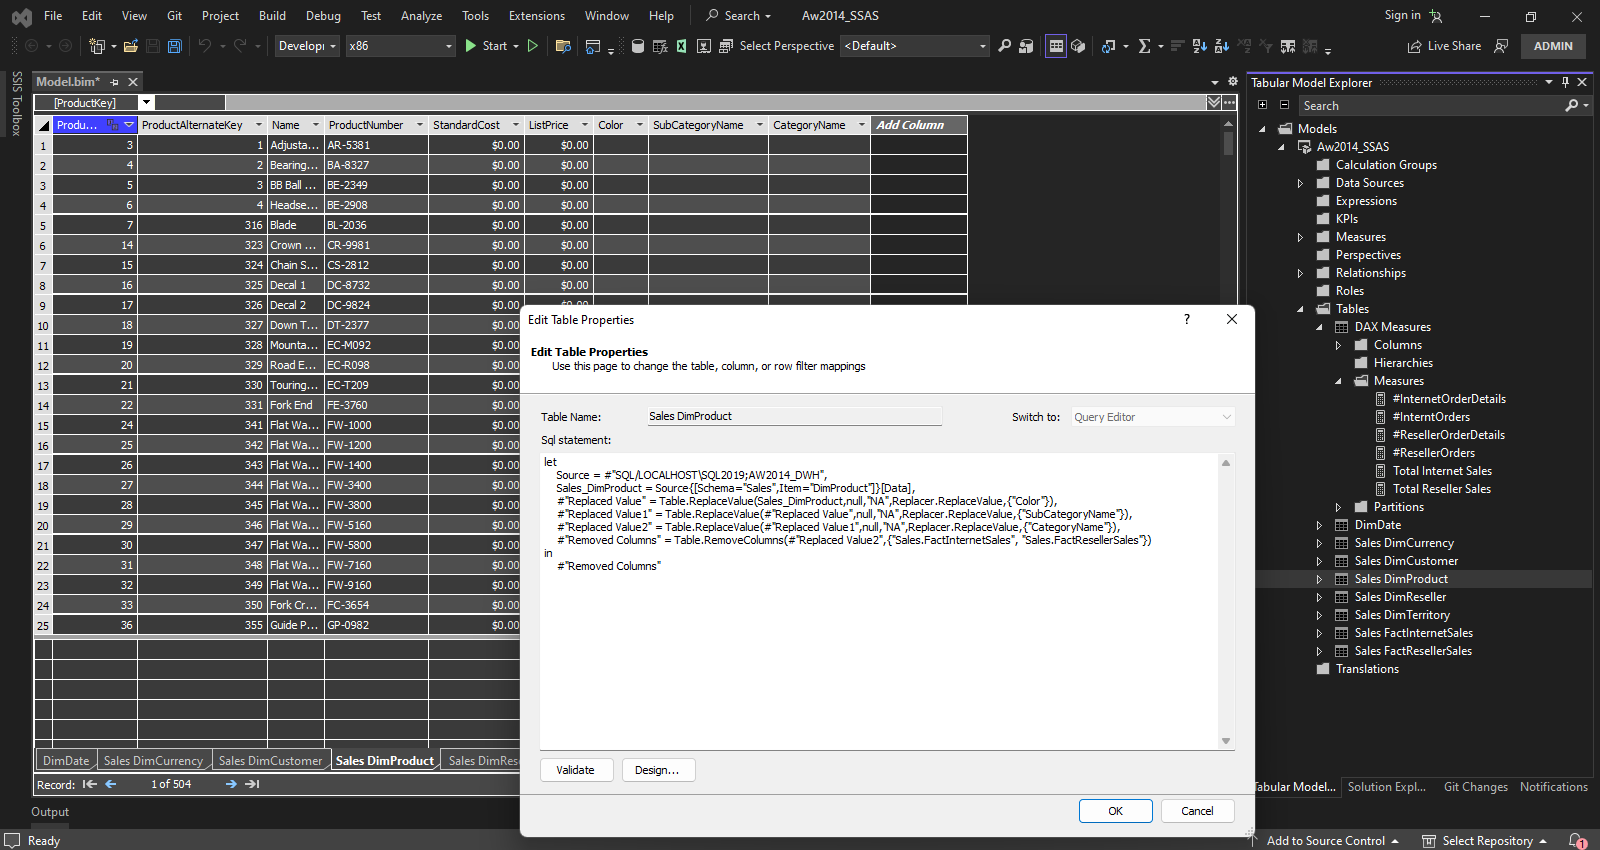 File Edit View Git Project Build Debug Test Analyze Tools Extensions Window Help Search Aw2014_SSAS Sign in
Developi x86 Start Select Perspective <Default> Live Share ADMIN
SSIS Toolbox
Model.bim*
[ProductKey]
Produ... ProductAlternateKey Name ProductNumber StandardCost ListPrice Color SubCategoryName CategoryName Add Column
1 3 1 Adjusta... AR-5381 $0.00 $0.00
2 4 2 Bearing... BA-8327 $0.00 $0.00
3 5 3 BB Ball ... BE-2349 $0.00 $0.00
4 6 4 Headse... BE-2908 $0.00 $0.00
5 7 316 Blade BL-2036 $0.00 $0.00
6 14 323 Crown ... CR-9981 $0.00 $0.00
7 15 324 Chain S... CS-2812 $0.00 $0.00
8 16 325 Decal 1 DC-8732 $0.00 $0.00
9 17 326 Decal 2 DC-9824 $0.00 $0.00
10 18 327 Down T... DT-2377 $0.00
11 19 328 Mounta... EC-M092 $0.00
12 20 329 Road E... EC-R098 $0.00
13 21 330 Touring... EC-T209 $0.00
14 22 331 Fork End FE-3760 $0.00
15 24 341 Flat Wa... FW-1000 $0.00
16 25 342 Flat Wa... FW-1200 $0.00
17 26 343 Flat Wa... FW-1400 $0.00
18 27 344 Flat Wa... FW-3400 $0.00
19 28 345 Flat Wa... FW-3800 $0.00
20 29 346 Flat Wa... FW-5160 $0.00
21 30 347 Flat Wa... FW-5800 $0.00
22 31 348 Flat Wa... FW-7160 $0.00
23 32 349 Flat Wa... FW-9160 $0.00
24 33 350 Fork Cr... FC-3654 $0.00
25 36 355 Guide P... GP-0982 $0.00
DimDate Sales DimCurrency Sales DimCustomer Sales DimProduct Sales DimRese
Record: 1 of 504
Output
Ready
Edit Table Properties ?
Edit Table Properties
Use this page to change the table, column, or row filter mappings
Table Name: Sales DimProduct Switch to: Query Editor
Sql statement:
let
Source = #"SQL/LOCALHOST\SQL2019;AW2014_DWH",
Sales_DimProduct = Source{[Schema="Sales",Item="DimProduct"]}[Data],
#"Replaced Value" = Table.ReplaceValue(Sales_DimProduct,null,"NA",Replacer.ReplaceValue,{"Color"}),
#"Replaced Value1" = Table.ReplaceValue(#"Replaced Value",null,"NA",Replacer.ReplaceValue,{"SubCategoryName"}),
#"Replaced Value2" = Table.ReplaceValue(#"Replaced Value1",null,"NA",Replacer.ReplaceValue,{"CategoryName"}),
#"Removed Columns" = Table.RemoveColumns(#"Replaced Value2",{"Sales.FactInternetSales", "Sales.FactResellerSales"})
in
#"Removed Columns"
Validate Design...
OK Cancel
Tabular Model Explorer
Search
Models
Aw2014_SSAS
Calculation Groups
Data Sources
Expressions
KPIs
Measures
Perspectives
Relationships
Roles
Tables
DAX Measures
Columns
Hierarchies
Measures
#InternetOrderDetails
#InterntOrders
#ResellerOrderDetails
#ResellerOrders
Total Internet Sales
Total Reseller Sales
Partitions
DimDate
Sales DimCurrency
Sales DimCustomer
Sales DimProduct
Sales DimReseller
Sales DimTerritory
Sales FactInternetSales
Sales FactResellerSales
Translations
Tabular Model... Solution Expl... Git Changes Notifications
Add to Source Control Select Repository 1